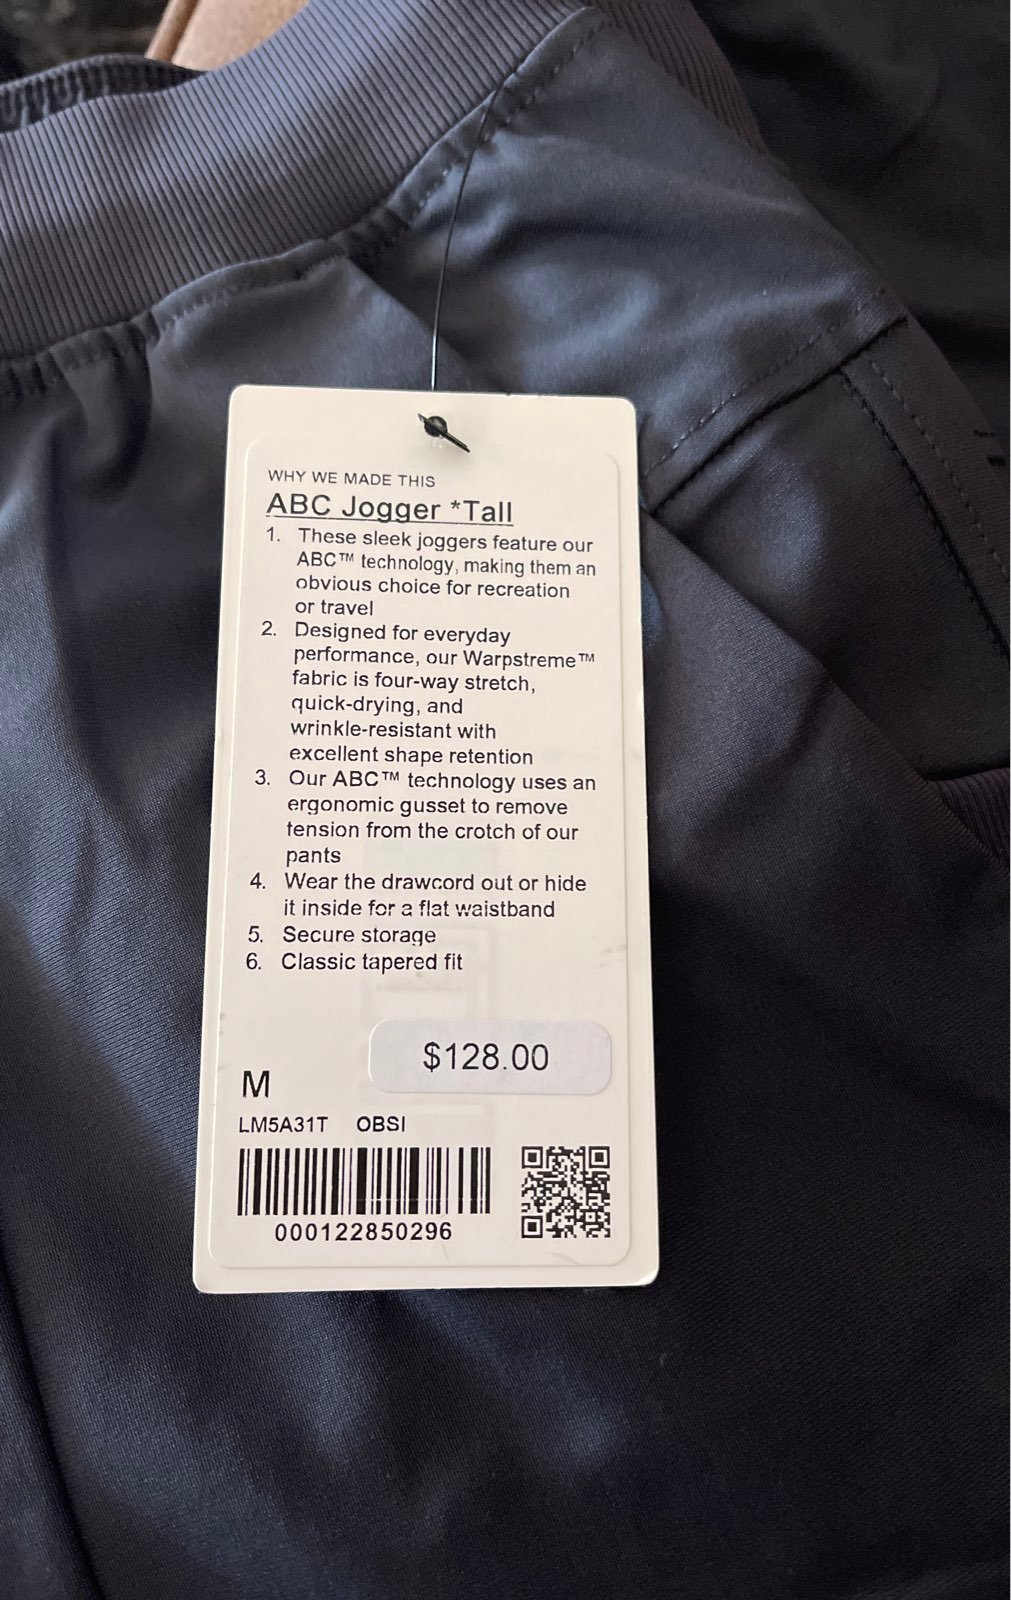 WHY WE MADE THIS
ABC Jogger *Tall
1. These sleek joggers feature our
ABC™ technology, making them an
obvious choice for recreation
or travel
2. Designed for everyday
performance, our Warpstreme™
fabric is four-way stretch,
quick-drying, and
wrinkle-resistant with
excellent shape retention
3. Our ABC™ technology uses an
ergonomic gusset to remove
tension from the crotch of our
pants
4. Wear the drawcord out or hide
it inside for a flat waistband
5. Secure storage
6. Classic tapered fit
$128.00
M
LM5A31T OBSI
000122850296